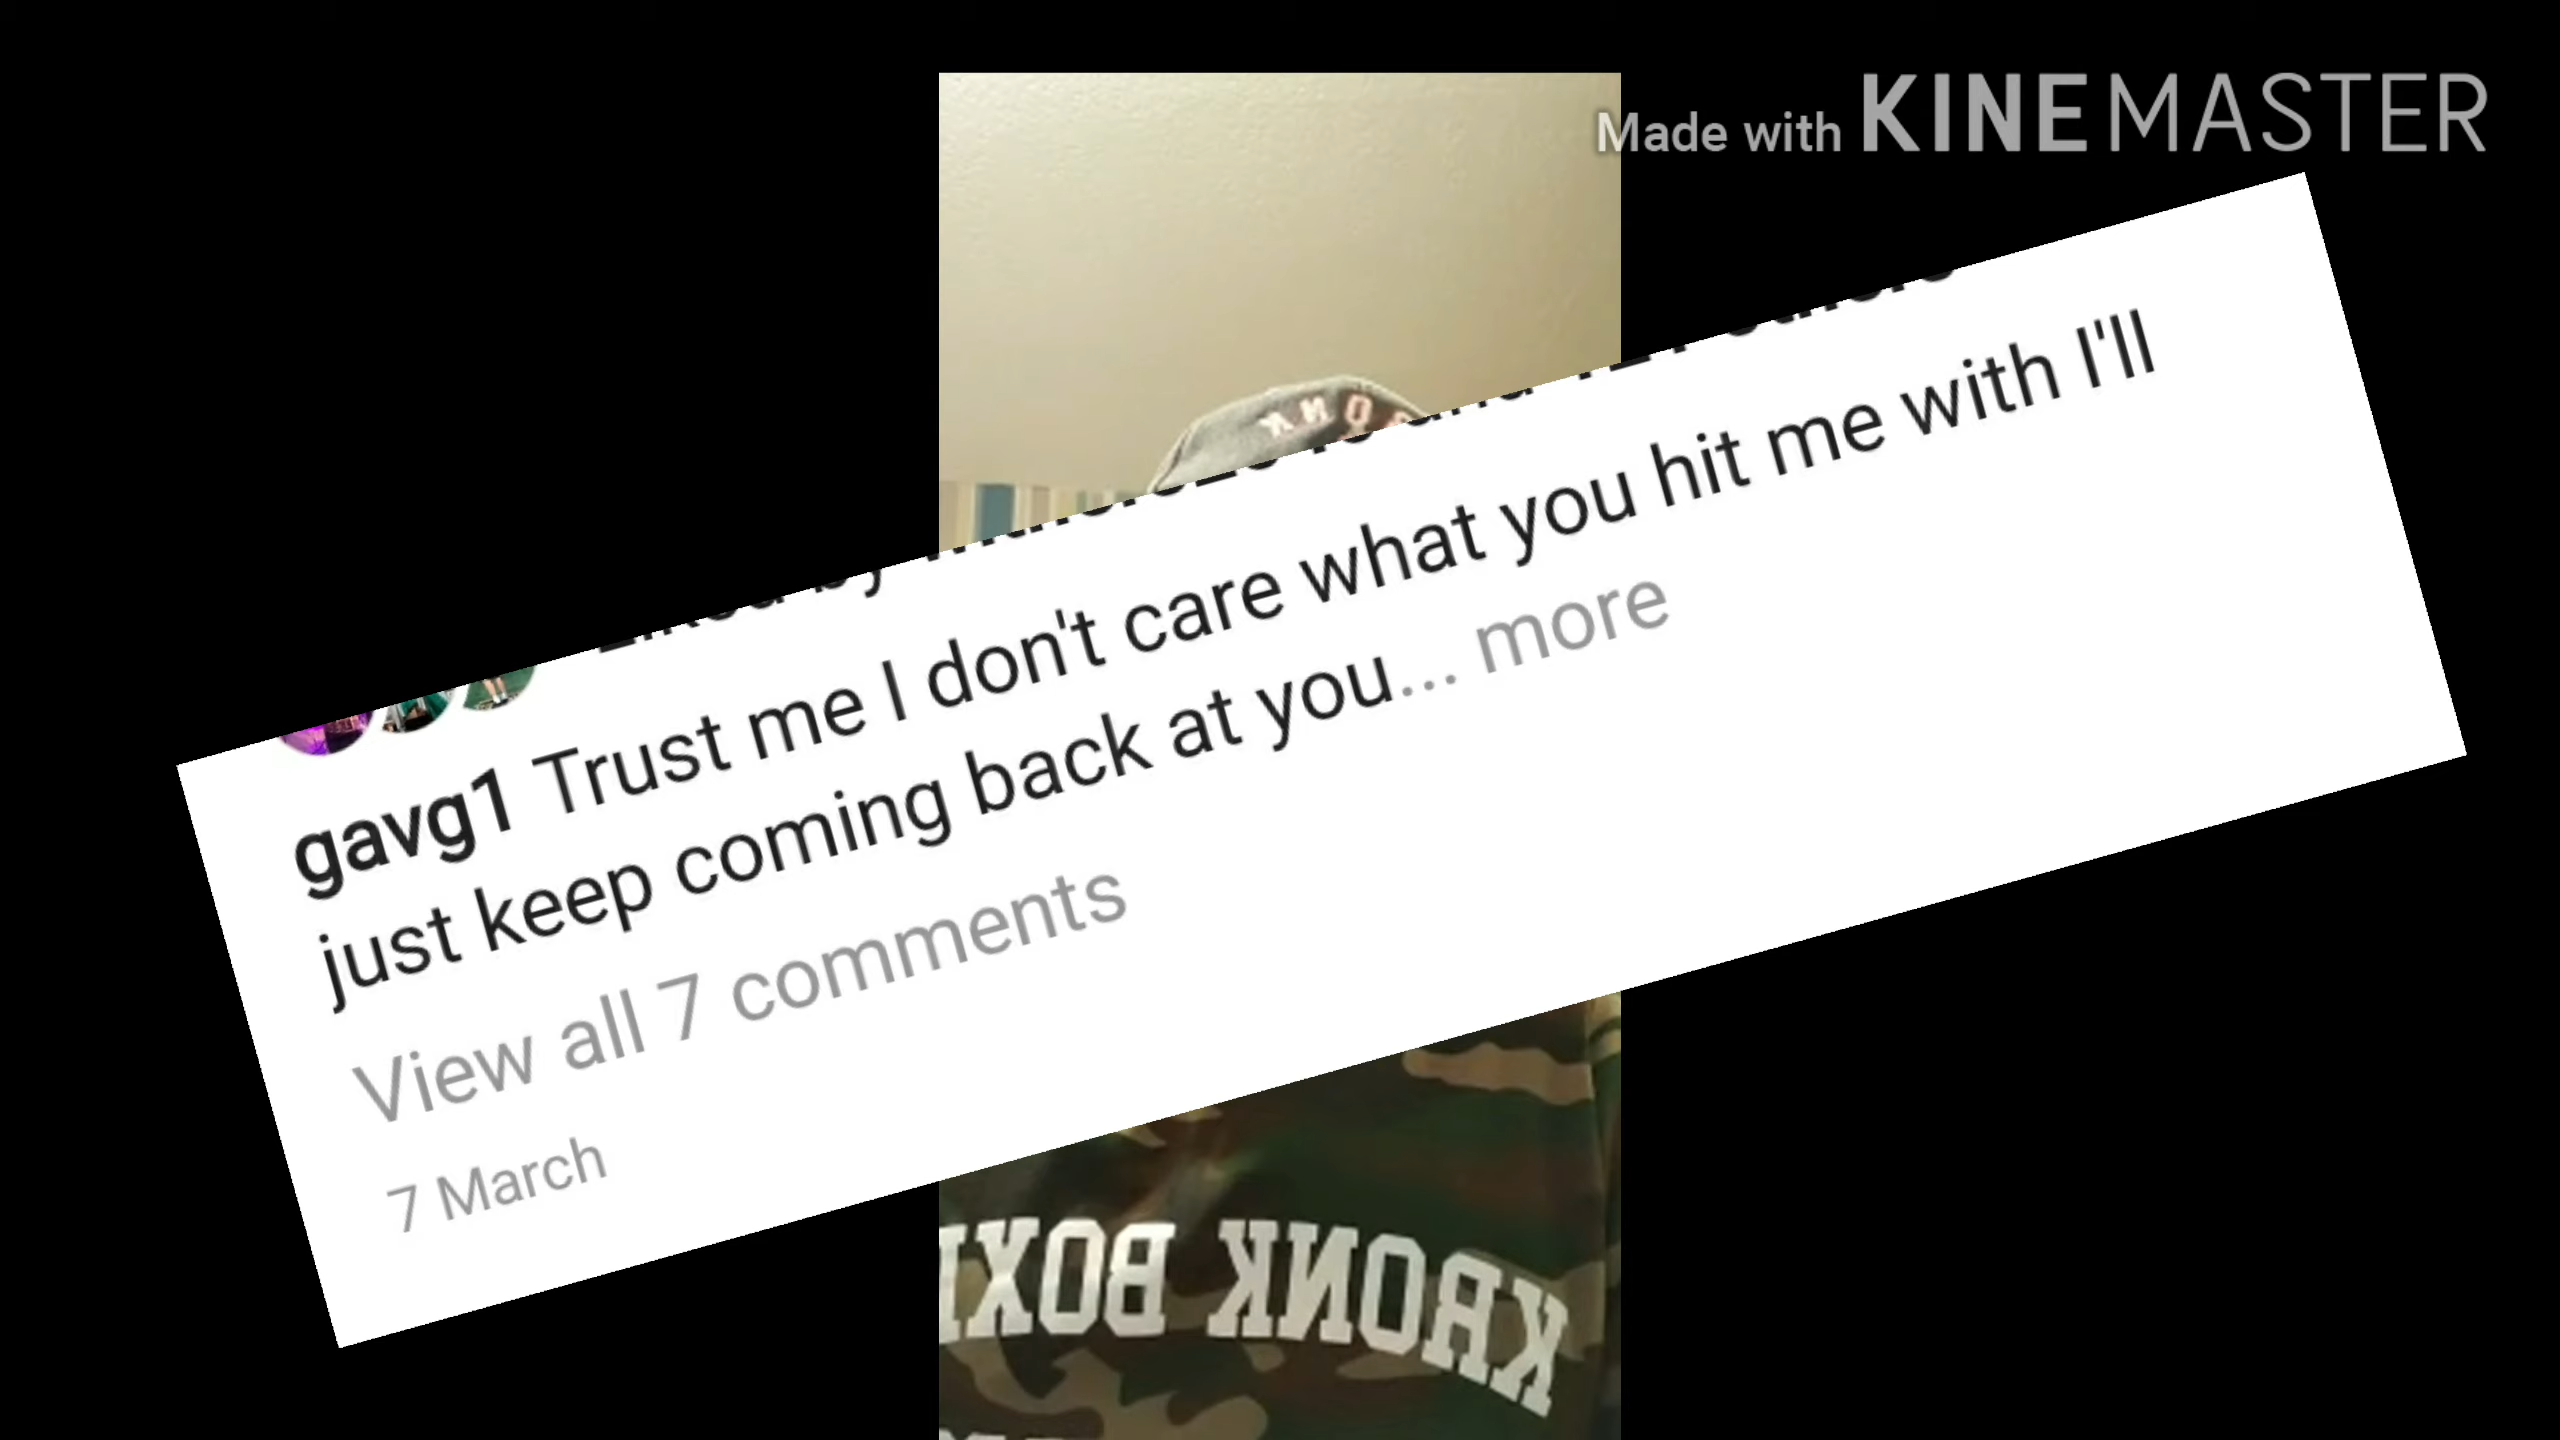 Made with KINEMASTER
gavg1 Trust me I don't care what you hit me with I'll
just keep coming back at you... more
View all 7 comments
7 March
KRONK